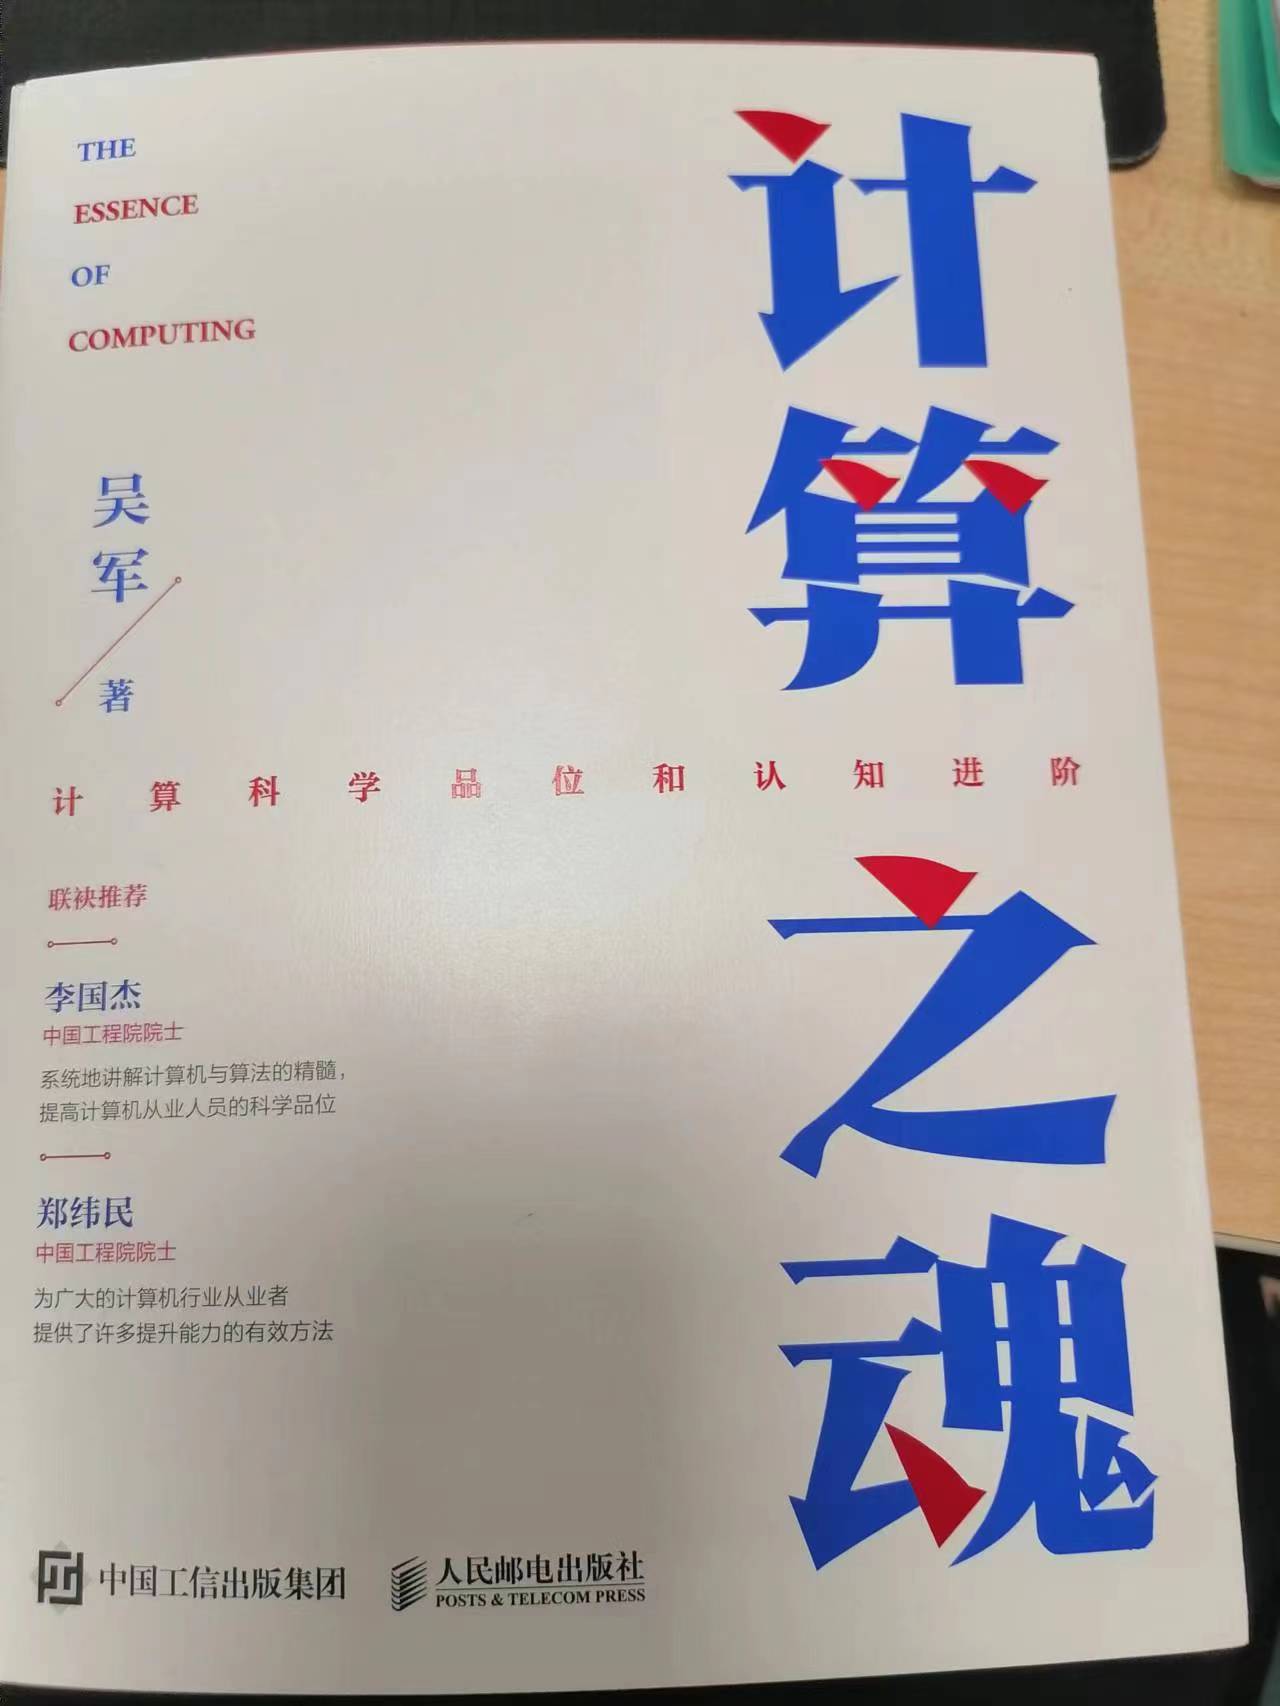 THE
ESSENCE
OF
COMPUTING
计算之魂
吴军
著
计算科学品位和认知进阶
联袂推荐
李国杰
中国工程院院士
系统地讲解计算机与算法的精髓，
提高计算机从业人员的科学品位
郑纬民
中国工程院院士
为广大的计算机行业从业者
提供了许多提升能力的有效方法
中国工信出版集团
人民邮电出版社
POSTS & TELECOM PRESS